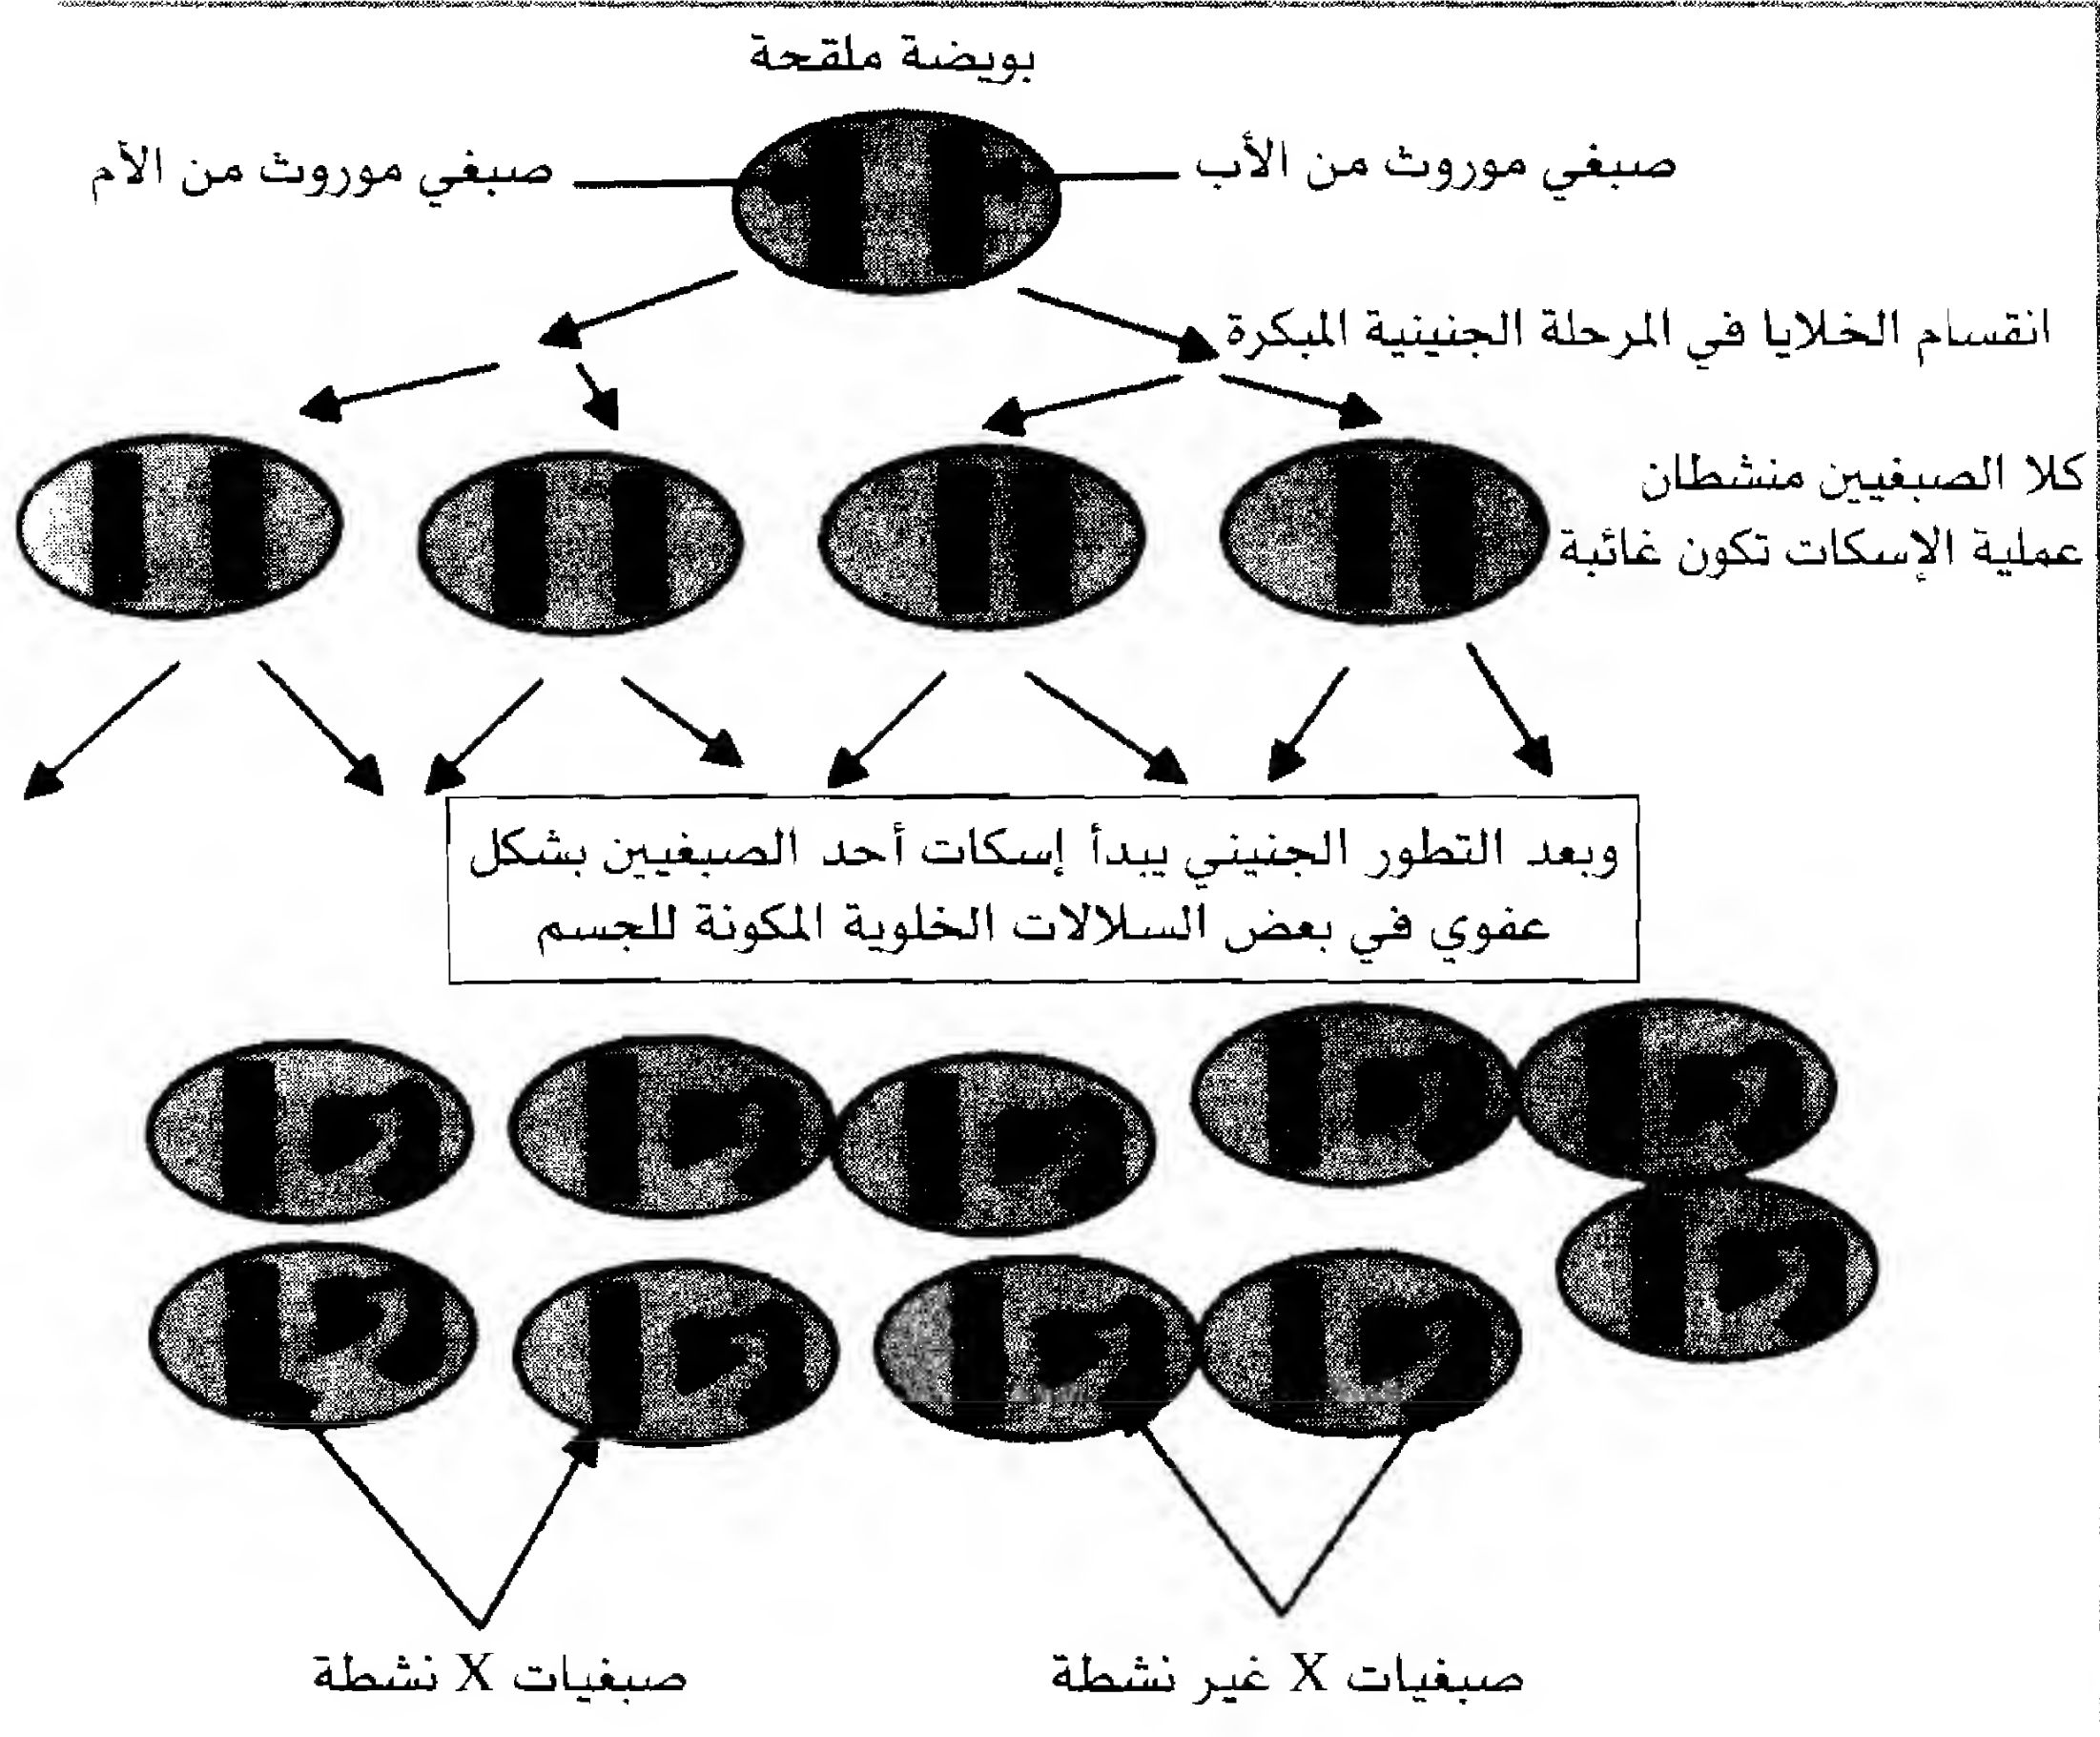 بويضة ملقحة
صبغي موروث من الأب
صبغي موروث من الأم
انقسام الخلايا في المرحلة الجنينية المبكرة
كلا الصبغيين منشطان
عملية الإسكات تكون غائبة
وبعد التطور الجنيني يبدأ إسكات أحد الصبغيين بشكل
عفوي في بعض السلالات الخلوية المكونة للجسم
صبغيات X غير نشطة
صبغيات X نشطة